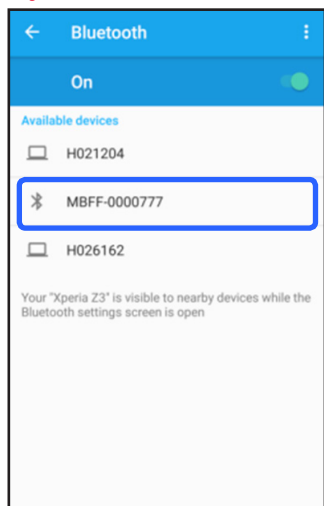 Bluetooth
On
Available devices
H021204
MBFF-0000777
H026162
Your "Xperia Z3" is visible to nearby devices while the
Bluetooth settings screen is open